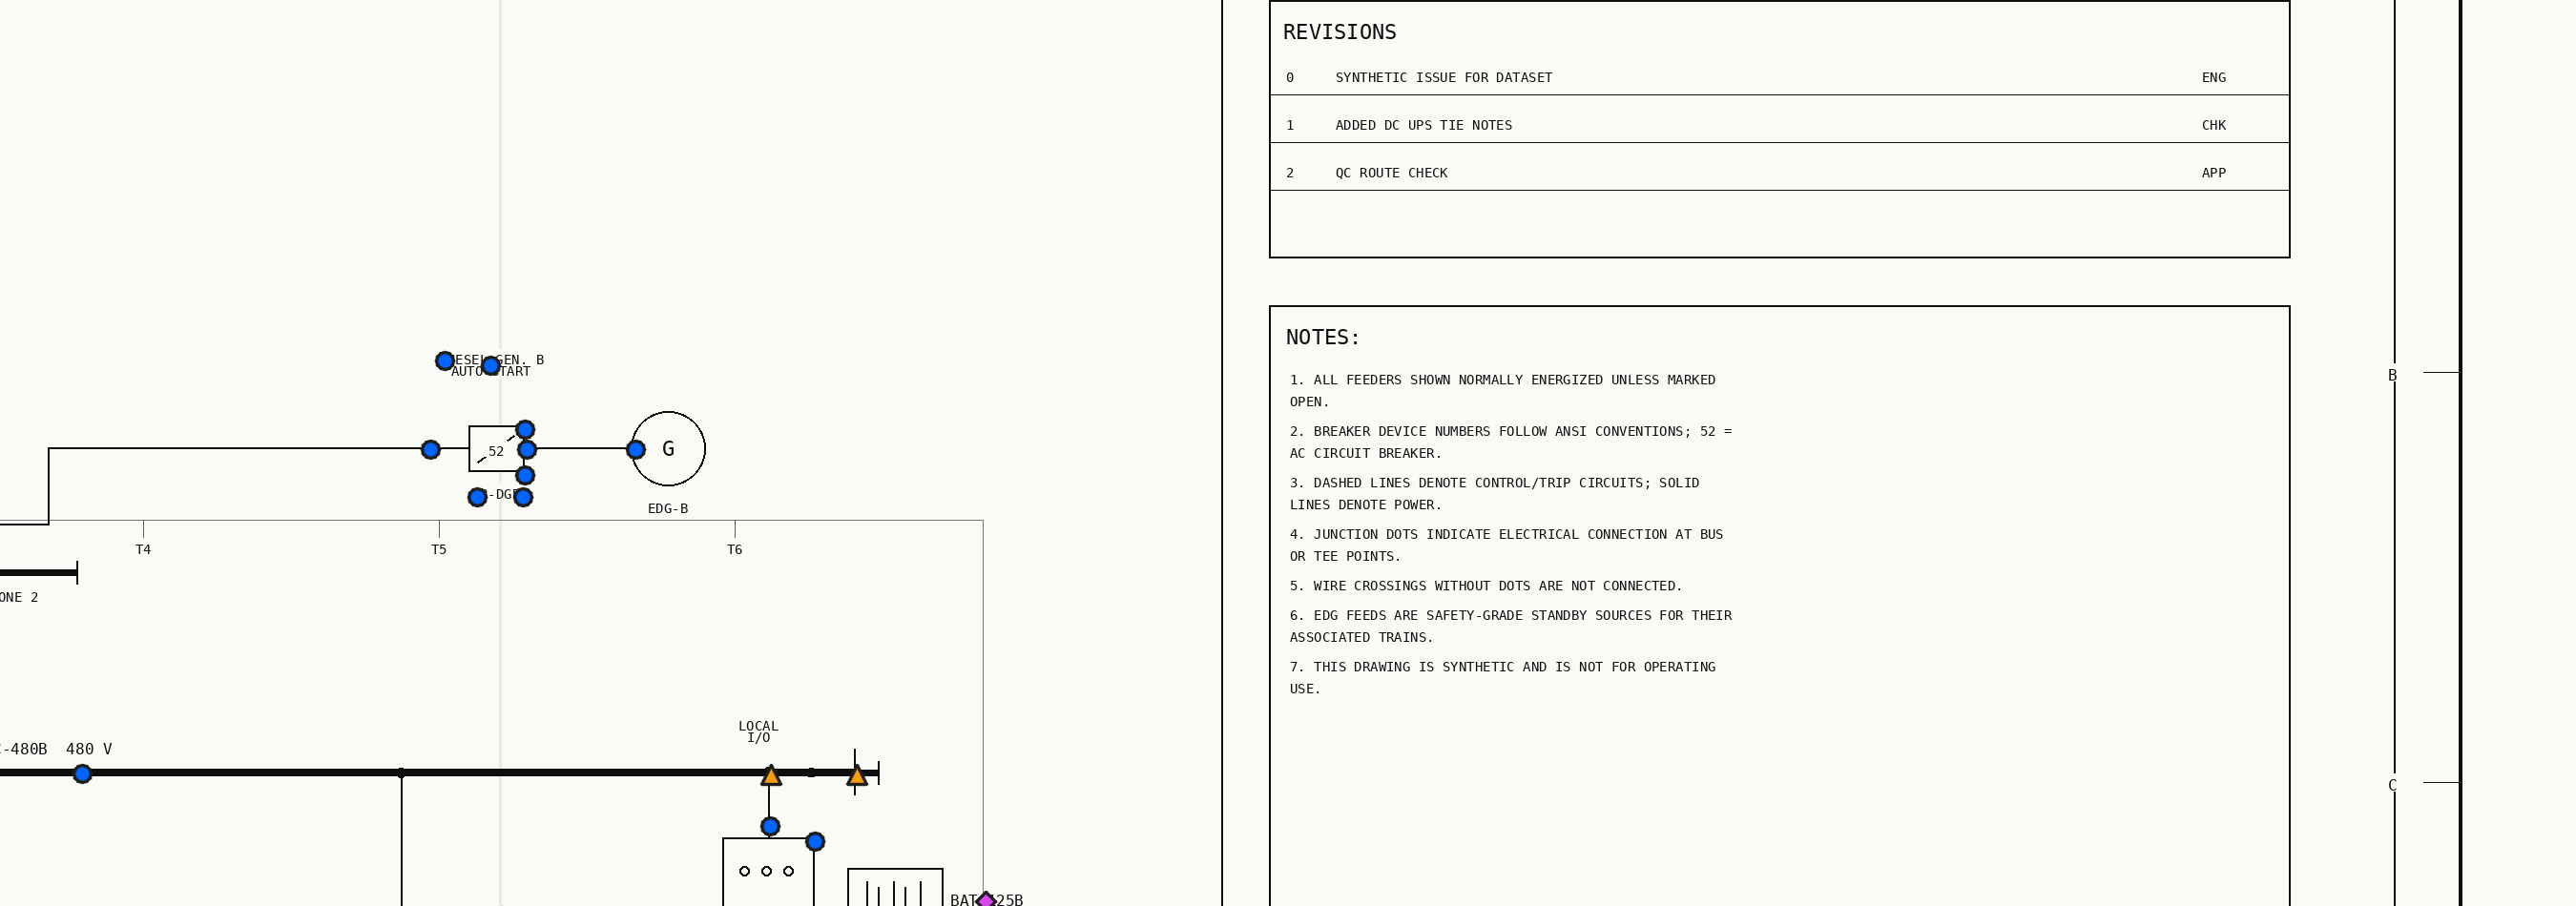 REVISIONS
0 SYNTHETIC ISSUE FOR DATASET ENG
1 ADDED DC UPS TIE NOTES CHK
2 QC ROUTE CHECK APP
NOTES:
1. ALL FEEDERS SHOWN NORMALLY ENERGIZED UNLESS MARKED
OPEN.
2. BREAKER DEVICE NUMBERS FOLLOW ANSI CONVENTIONS; 52 =
AC CIRCUIT BREAKER.
3. DASHED LINES DENOTE CONTROL/TRIP CIRCUITS; SOLID
LINES DENOTE POWER.
4. JUNCTION DOTS INDICATE ELECTRICAL CONNECTION AT BUS
OR TEE POINTS.
5. WIRE CROSSINGS WITHOUT DOTS ARE NOT CONNECTED.
6. EDG FEEDS ARE SAFETY-GRADE STANDBY SOURCES FOR THEIR
ASSOCIATED TRAINS.
7. THIS DRAWING IS SYNTHETIC AND IS NOT FOR OPERATING
USE.
B
C
GEN. B
AUTO START
52
G
EDG-B
T4 T5 T6
2
LOCAL
I/O
-480B 480 V